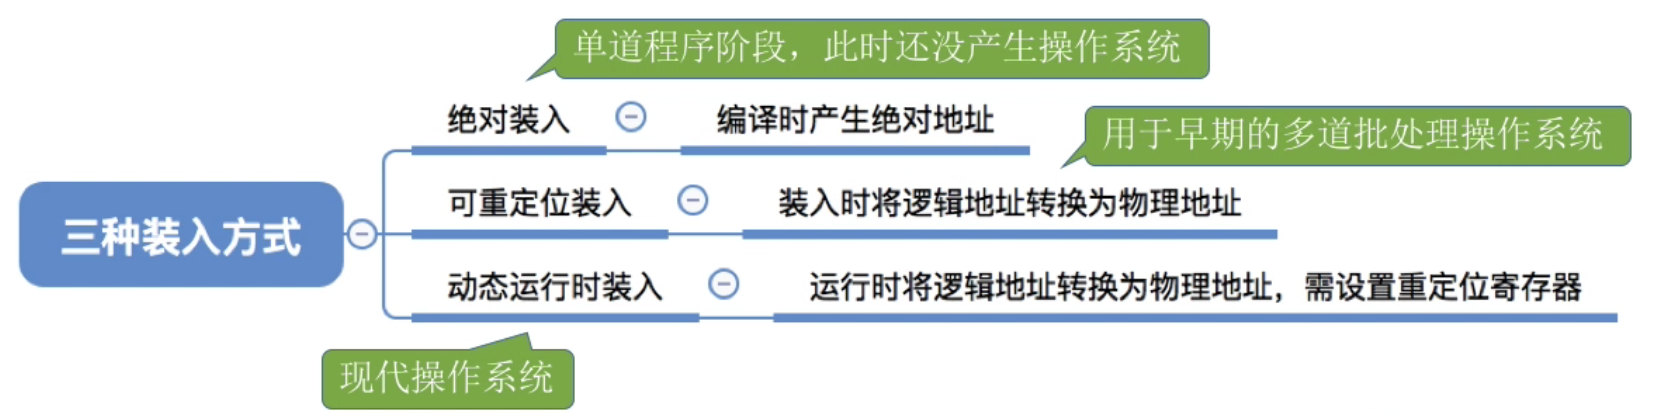 单道程序阶段，此时还没产生操作系统
绝对装入
编译时产生绝对地址
用于早期的多道批处理操作系统
三种装入方式
可重定位装入
装入时将逻辑地址转换为物理地址
动态运行时装入
运行时将逻辑地址转换为物理地址，需设置重定位寄存器
现代操作系统